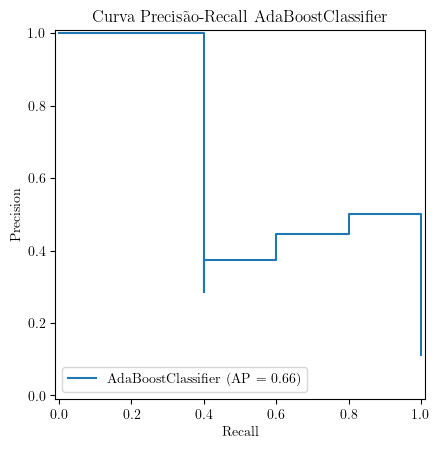 Curva Precisão-Recall AdaBoostClassifier
1.0
0.8
0.6
0.4
0.2
0.0
Precision
AdaBoostClassifier (AP = 0.66)
0.0 0.2 0.4 0.6 0.8 1.0
Recall